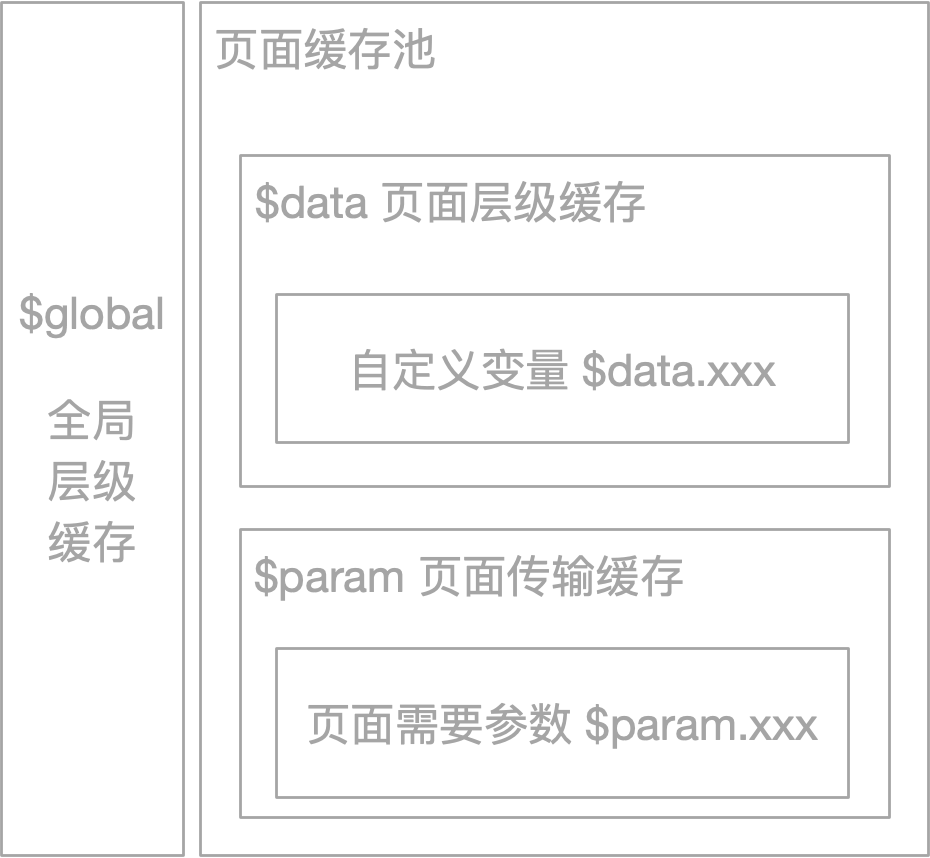 $global
全局
层级
缓存
页面缓存池
$data 页面层级缓存
自定义变量 $data.xxx
$param 页面传输缓存
页面需要参数 $param.xxx